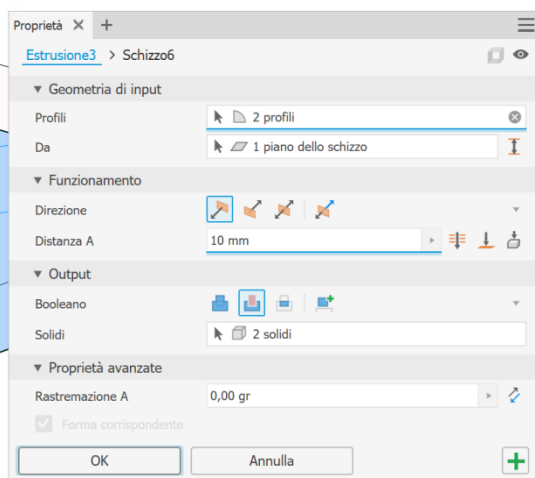 Proprietà
Estrusione3 > Schizzo6
Geometria di input
Profili 2 profili
Da 1 piano dello schizzo
Funzionamento
Direzione
Distanza A 10 mm
Output
Booleano
Solidi 2 solidi
Proprietà avanzate
Rastremazione A 0,00 gr
Forma corrispondente
OK Annulla